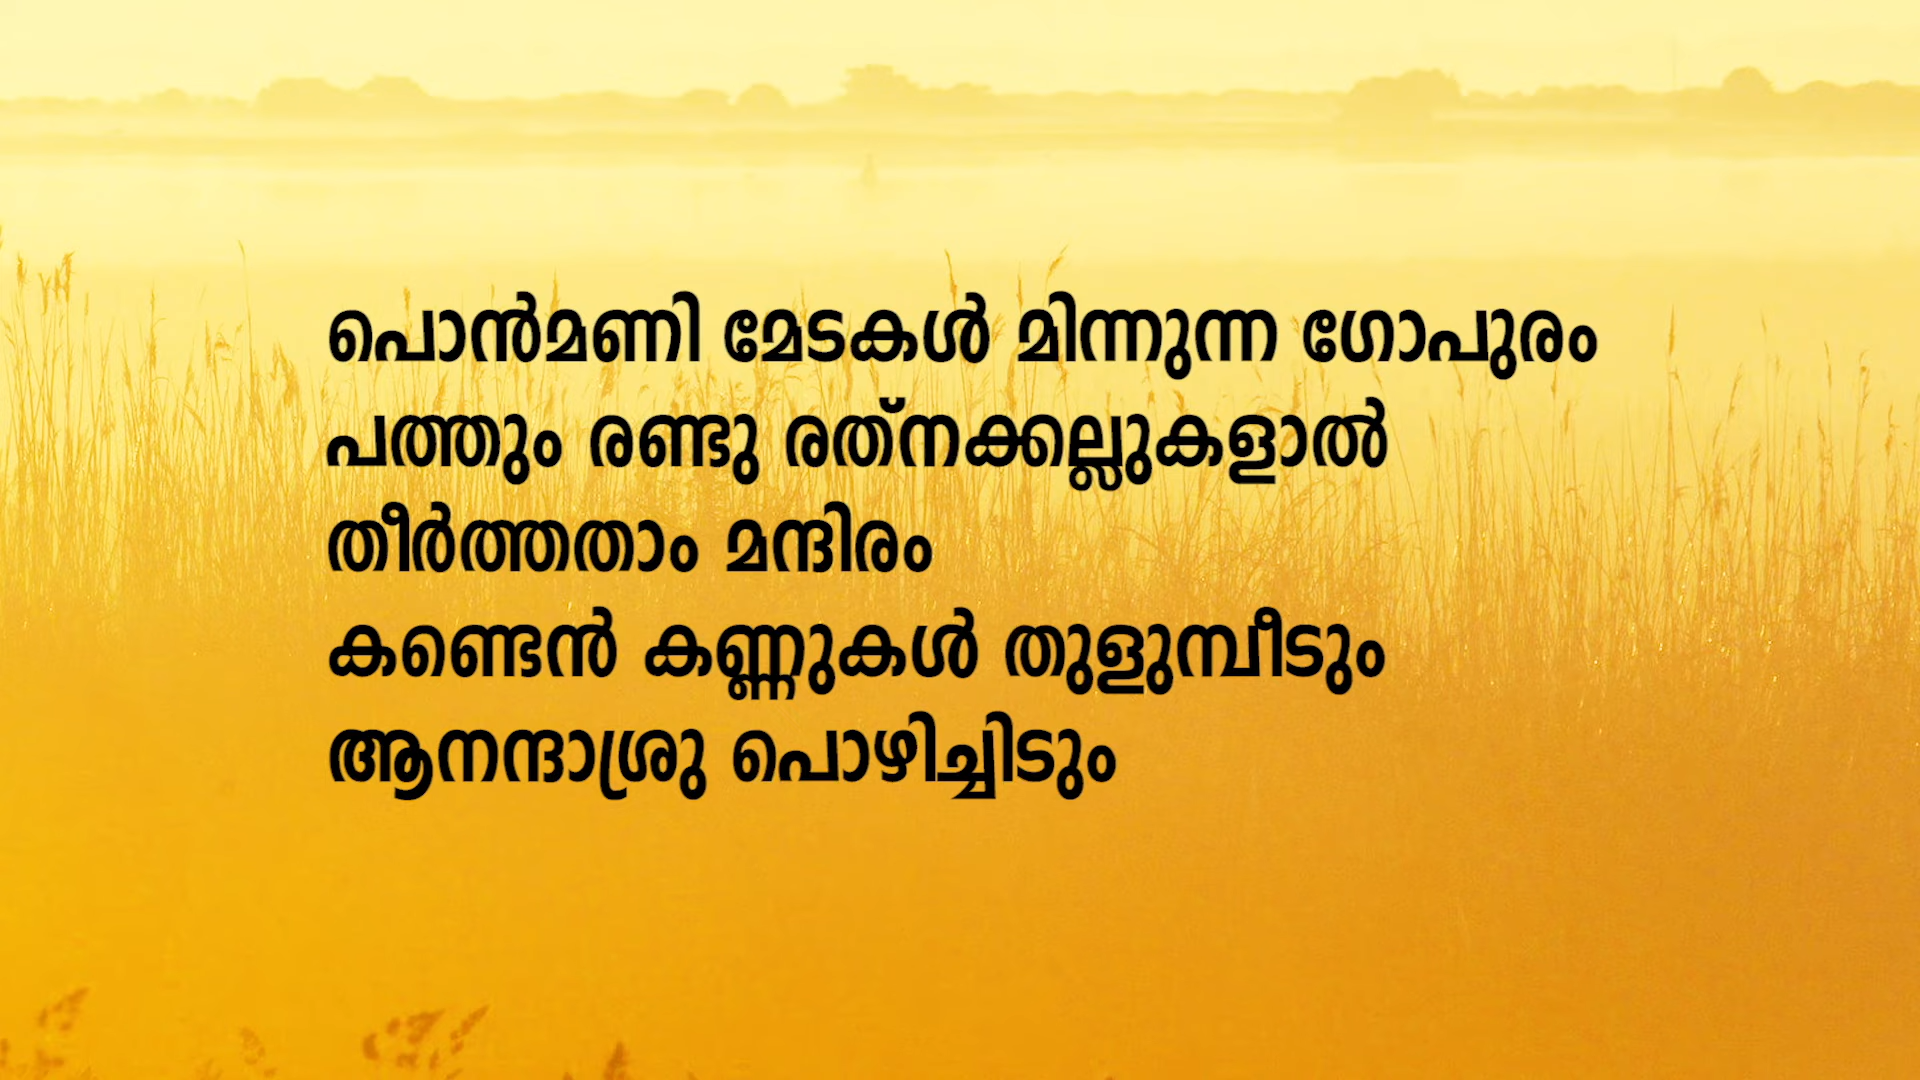 പൊൻമണി മേടകൾ മിന്നുന്ന ഗോപുരം
പത്തും രണ്ടു രത്‌നക്കല്ലുകളാൽ
തീർത്തതാം മന്ദിരം
കണ്ടെൻ കണ്ണുകൾ തുളുമ്പീടും
ആനന്ദാശ്രു പൊഴിച്ചിടും